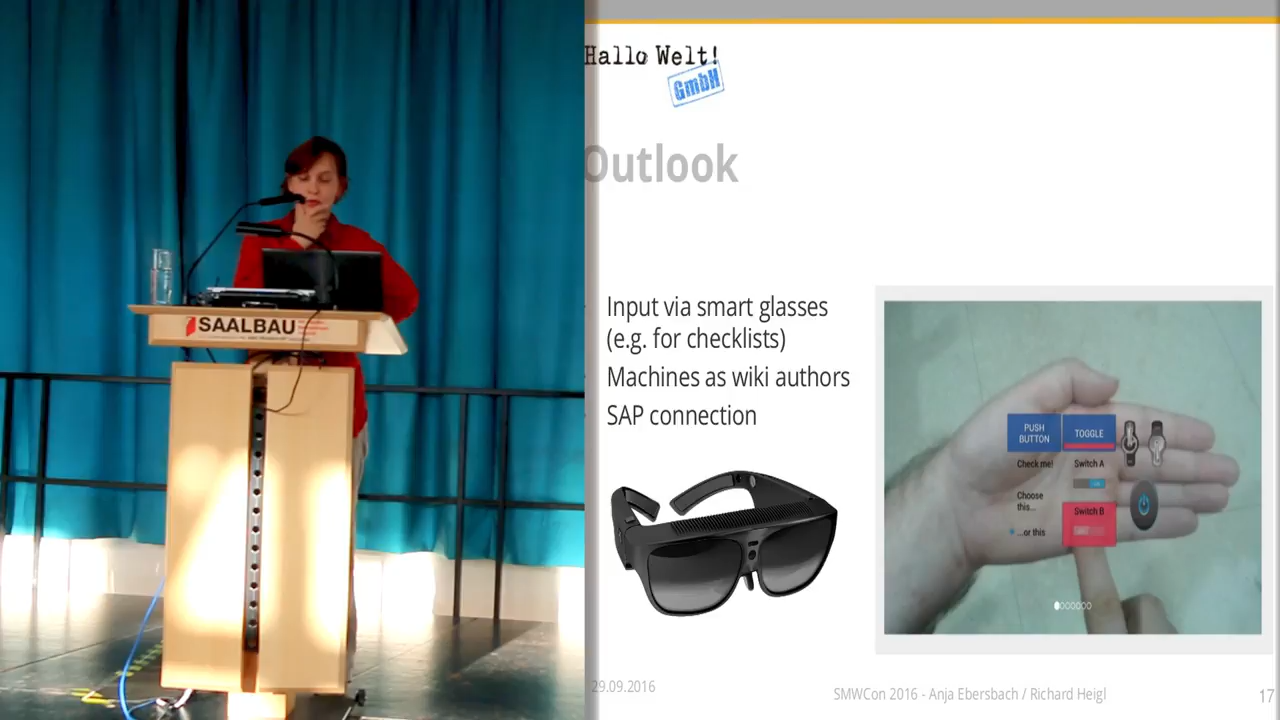 Hallo Welt!
GmbH
Outlook
Input via smart glasses
(e.g. for checklists)
Machines as wiki authors
SAP connection
SAALBAU
PUSH
BUTTON
TOGGLE
Check me!
Switch A
Choose
this...
Switch B
...or this
29.09.2016
SMWCon 2016 - Anja Ebersbach / Richard Heigl
17